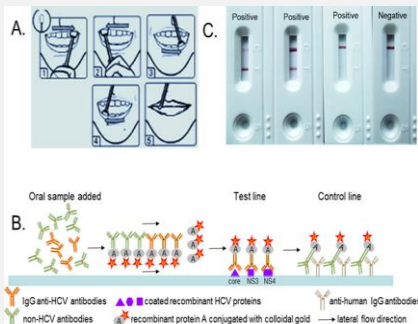 A.
1
2
3
4
5
C.
Positive
Positive
Positive
Negative
Oral sample added
Test line
Control line
B.
A
core
NS3
NS4
IgG anti-HCV antibodies
coated recombinant HCV proteins
anti-human IgG antibodies
non-HCV antibodies
A
recombinant protein A conjugated with colloidal gold
lateral flow direction